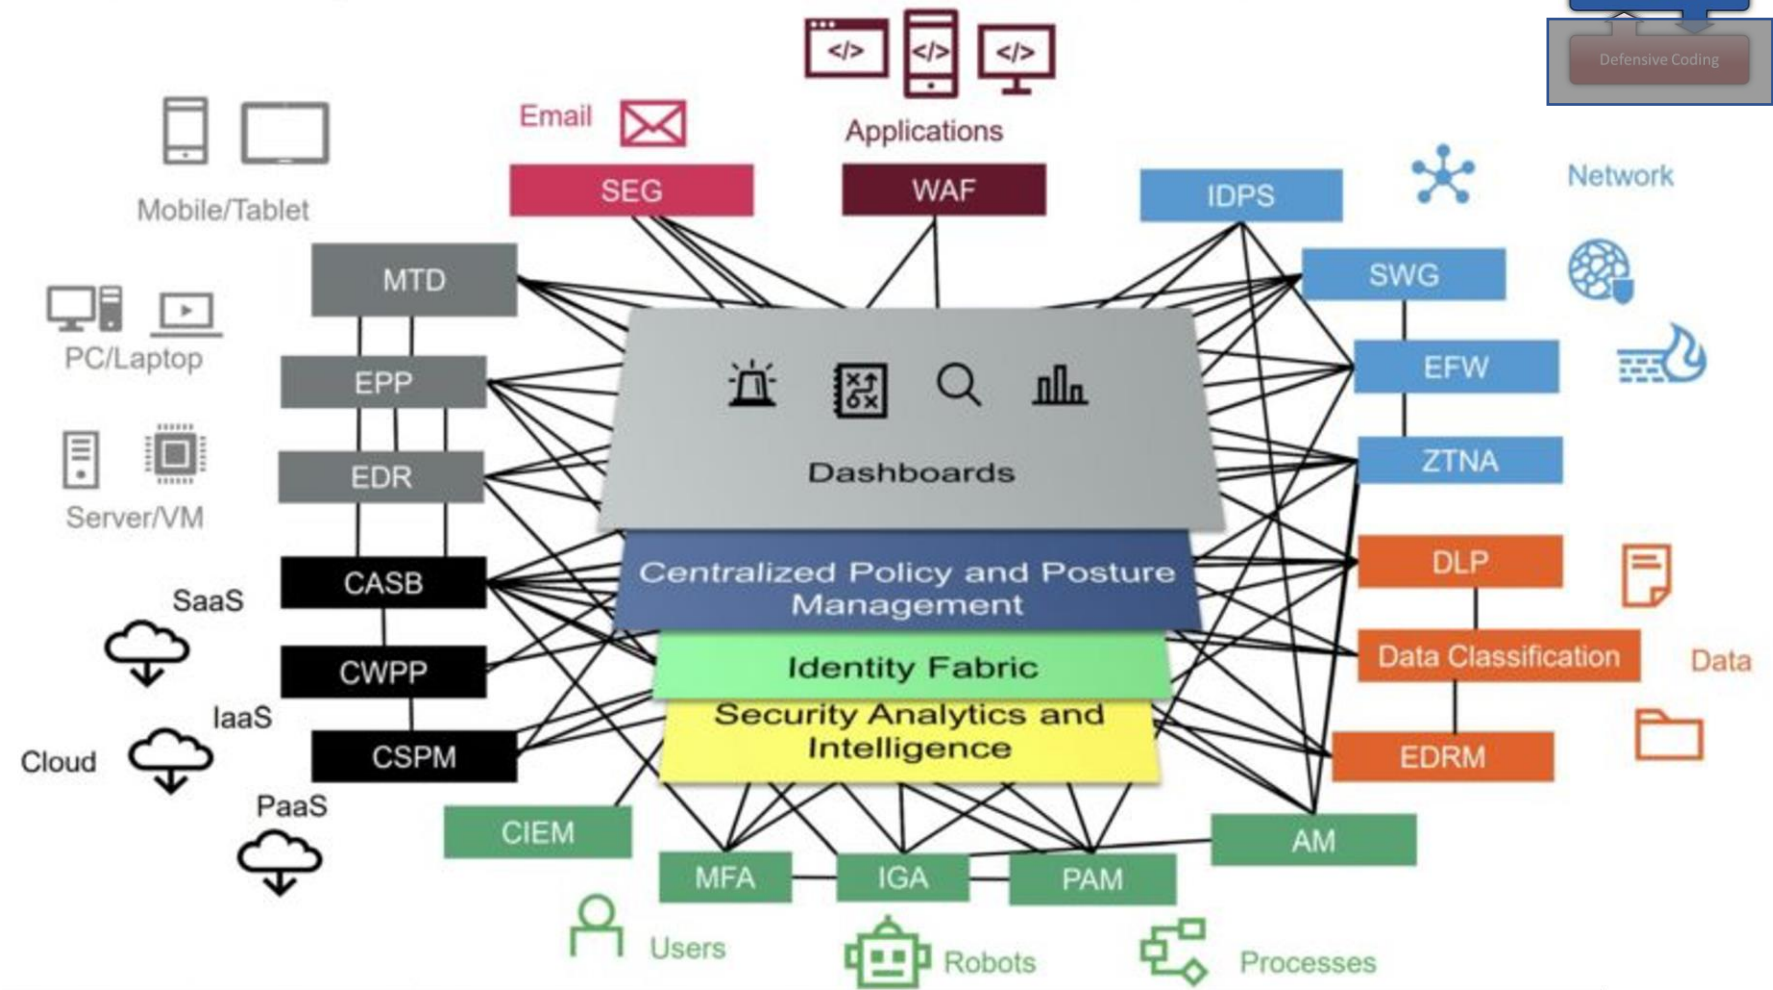 Defensive Coding
</>
</>
</>
Applications
Email
SEG
WAF
IDPS
Network
Mobile/Tablet
MTD
SWG
PC/Laptop
EPP
EFW
EDR
ZTNA
Server/VM
Dashboards
Centralized Policy and Posture
Management
Identity Fabric
Security Analytics and
Intelligence
CASB
DLP
SaaS
CWPP
Data Classification
Data
IaaS
Cloud
CSPM
EDRM
PaaS
CIEM
MFA
IGA
PAM
AM
Users
Robots
Processes